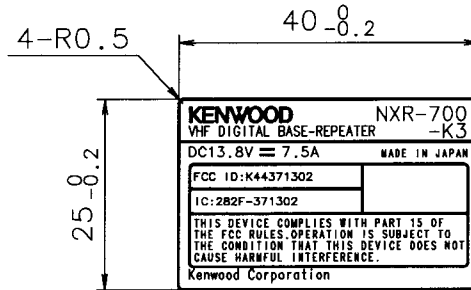 40 0 -0.2
4-R0.5
25 0 -0.2
KENWOOD NXR-700
VHF DIGITAL BASE-REPEATER -K3
DC13.8V ⎓ 7.5A MADE IN JAPAN
FCC ID:K44371302
IC:282F-371302
THIS DEVICE COMPLIES WITH PART 15 OF
THE FCC RULES.OPERATION IS SUBJECT TO
THE CONDITION THAT THIS DEVICE DOES NOT
CAUSE HARMFUL INTERFERENCE.
Kenwood Corporation